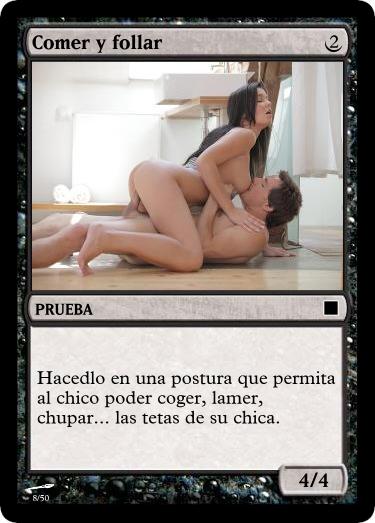 Comer y follar 2
PRUEBA
Hacedlo en una postura que permita
al chico poder coger, lamer,
chupar... las tetas de su chica.
4/4
8/50